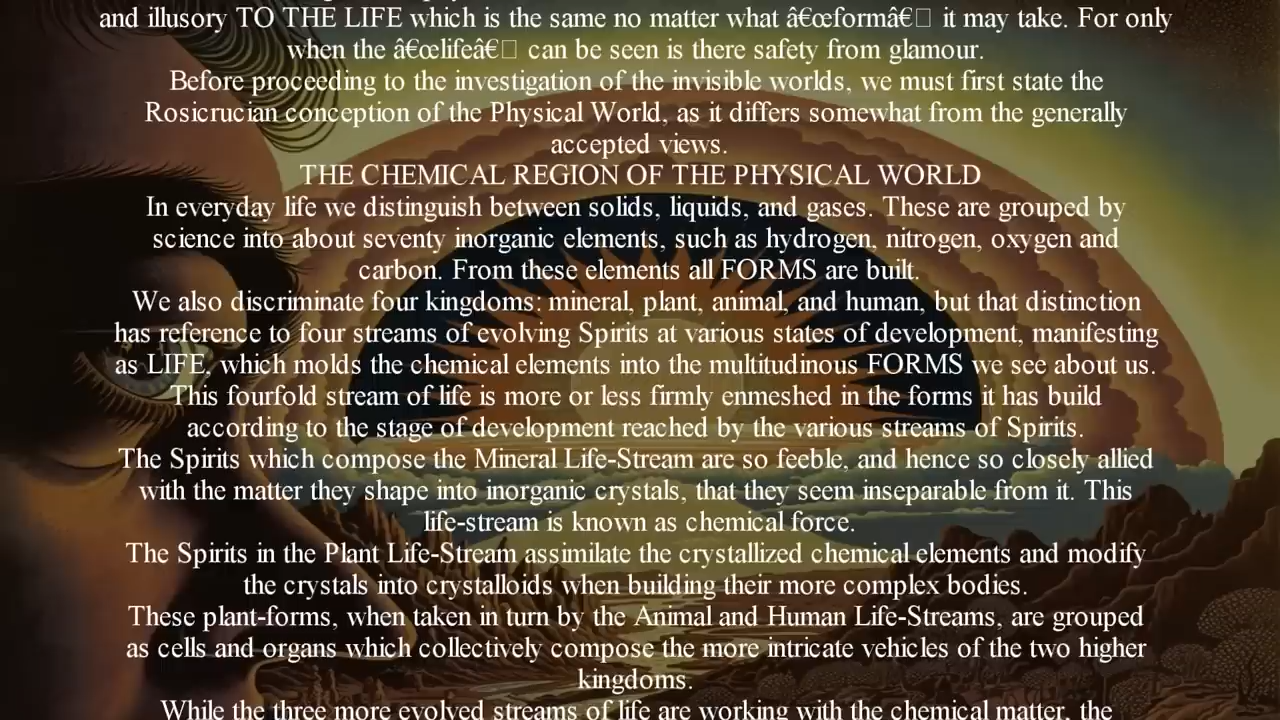 and illusory TO THE LIFE which is the same no matter what â€œformâ€□ it may take. For only
when the â€œlifeâ€□ can be seen is there safety from glamour.
Before proceeding to the investigation of the invisible worlds, we must first state the
Rosicrucian conception of the Physical World, as it differs somewhat from the generally
accepted views.
THE CHEMICAL REGION OF THE PHYSICAL WORLD
In everyday life we distinguish between solids, liquids, and gases. These are grouped by
science into about seventy inorganic elements, such as hydrogen, nitrogen, oxygen and
carbon. From these elements all FORMS are built.
We also discriminate four kingdoms: mineral, plant, animal, and human, but that distinction
has reference to four streams of evolving Spirits at various states of development, manifesting
as LIFE, which molds the chemical elements into the multitudinous FORMS we see about us.
This fourfold stream of life is more or less firmly enmeshed in the forms it has build
according to the stage of development reached by the various streams of Spirits.
The Spirits which compose the Mineral Life-Stream are so feeble, and hence so closely allied
with the matter they shape into inorganic crystals, that they seem inseparable from it. This
life-stream is known as chemical force.
The Spirits in the Plant Life-Stream assimilate the crystallized chemical elements and modify
the crystals into crystalloids when building their more complex bodies.
These plant-forms, when taken in turn by the Animal and Human Life-Streams, are grouped
as cells and organs which collectively compose the more intricate vehicles of the two higher
kingdoms.
While the three more evolved streams of life are working with the chemical matter, the